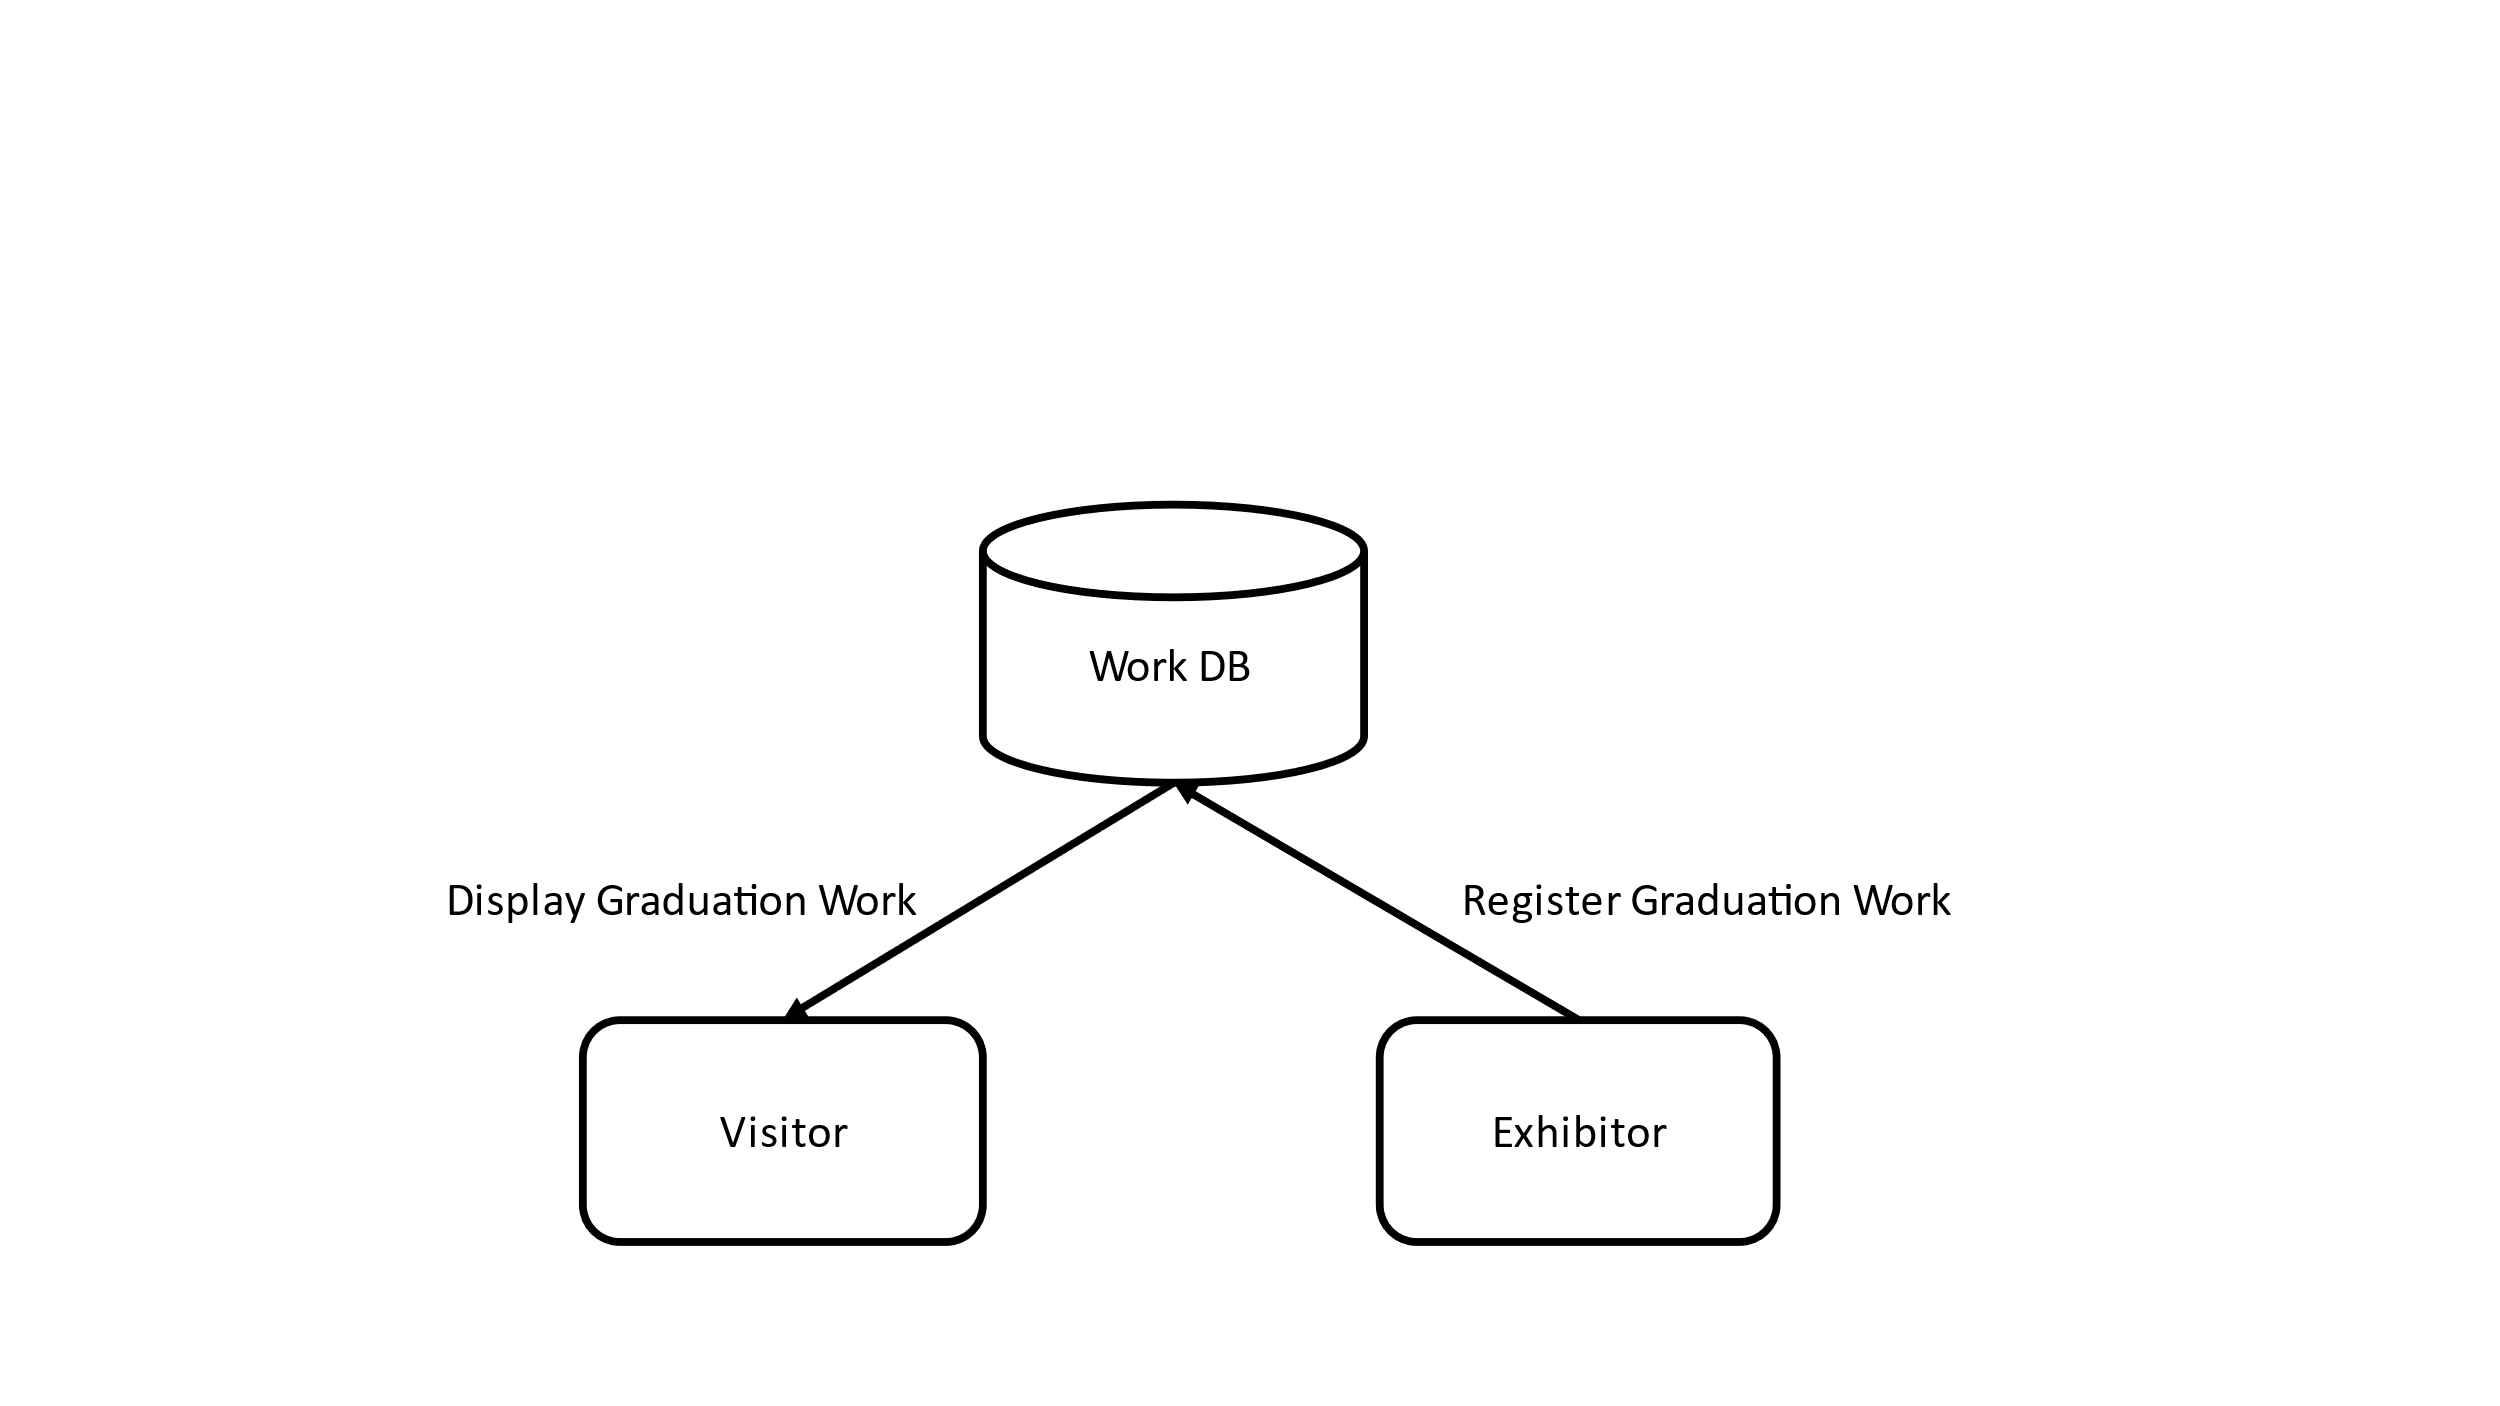 Work DB
Display Graduation Work
Register Graduation Work
Visitor
Exhibitor